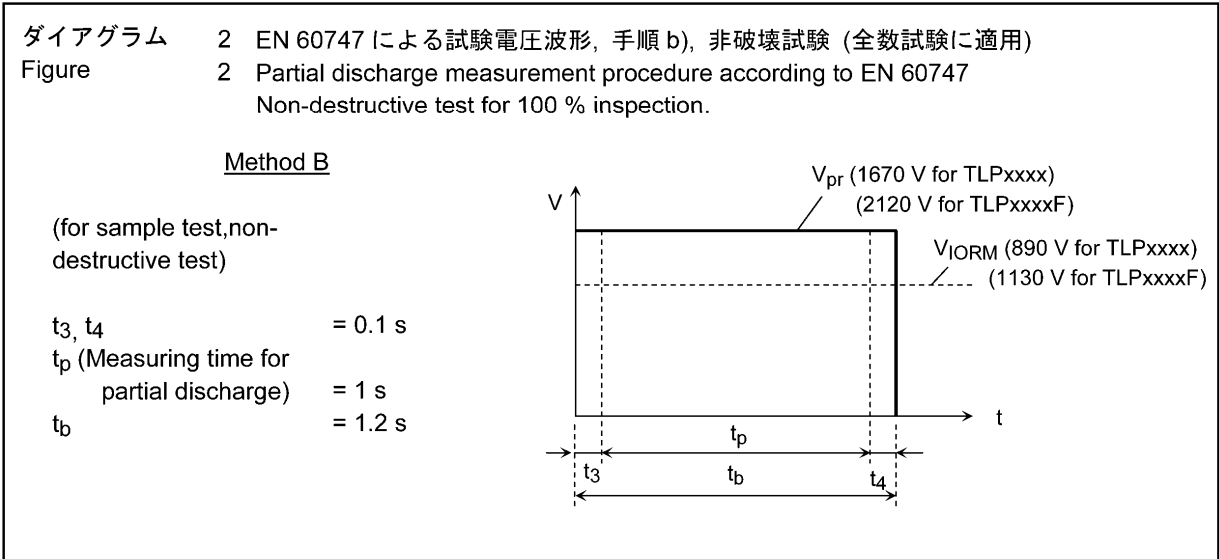 ダイアグラム 2 EN 60747 による試験電圧波形, 手順 b), 非破壊試験 (全数試験に適用)
Figure 2 Partial discharge measurement procedure according to EN 60747
Non-destructive test for 100 % inspection.
Method B
(for sample test,non-
destructive test)
t3, t4 = 0.1 s
tp (Measuring time for
partial discharge) = 1 s
tb = 1.2 s
Vpr (1670 V for TLPxxxx)
(2120 V for TLPxxxxF)
V
VIORM (890 V for TLPxxxx)
(1130 V for TLPxxxxF)
t
tp
t3 tb t4